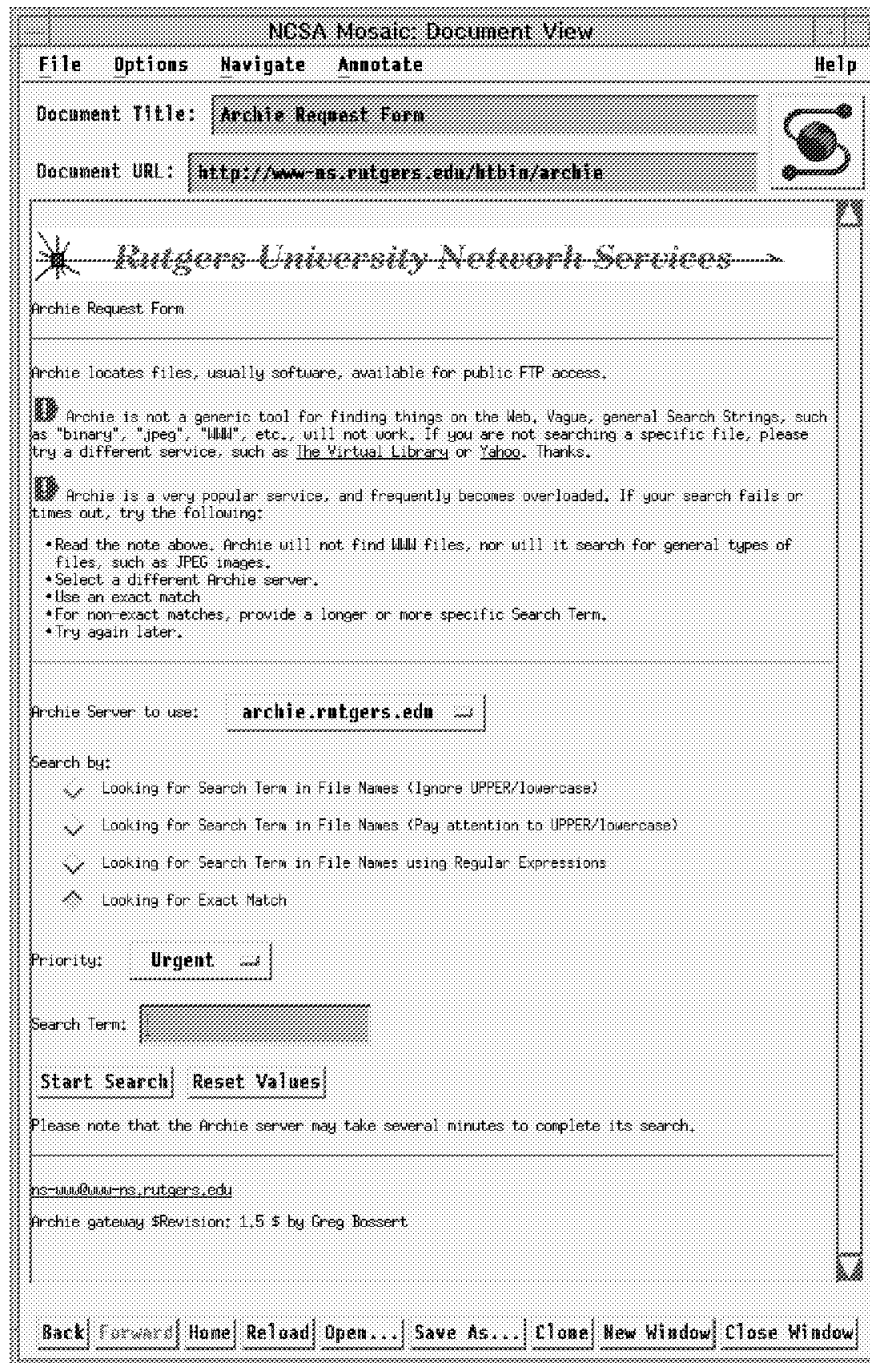 NCSA Mosaic: Document View
File Options Navigate Annotate Help
Document Title: Archie Request Form
Document URL: http://www-ns.rutgers.edu/htbin/archie
Rutgers University Network Services
Archie Request Form
Archie locates files, usually software, available for public FTP access.
! Archie is not a generic tool for finding things on the Web. Vague, general Search Strings, such
as "binary", "jpeg", "WWW", etc., will not work. If you are not searching a specific file, please
try a different service, such as The Virtual Library or Yahoo. Thanks.
! Archie is a very popular service, and frequently becomes overloaded. If your search fails or
times out, try the following:
•Read the note above. Archie will not find WWW files, nor will it search for general types of
files, such as JPEG images.
•Select a different Archie server.
•Use an exact match
•For non-exact matches, provide a longer or more specific Search Term.
•Try again later.
Archie Server to use: archie.rutgers.edu
Search by:
Looking for Search Term in File Names (Ignore UPPER/lowercase)
Looking for Search Term in File Names (Pay attention to UPPER/lowercase)
Looking for Search Term in File Names using Regular Expressions
Looking for Exact Match
Priority: Urgent
Search Term:
Start Search Reset Values
Please note that the Archie server may take several minutes to complete its search.
ns-www@www-ns.rutgers.edu
Archie gateway $Revision: 1.5 $ by Greg Bossert
Back Forward Home Reload Open... Save As... Clone New Window Close Window